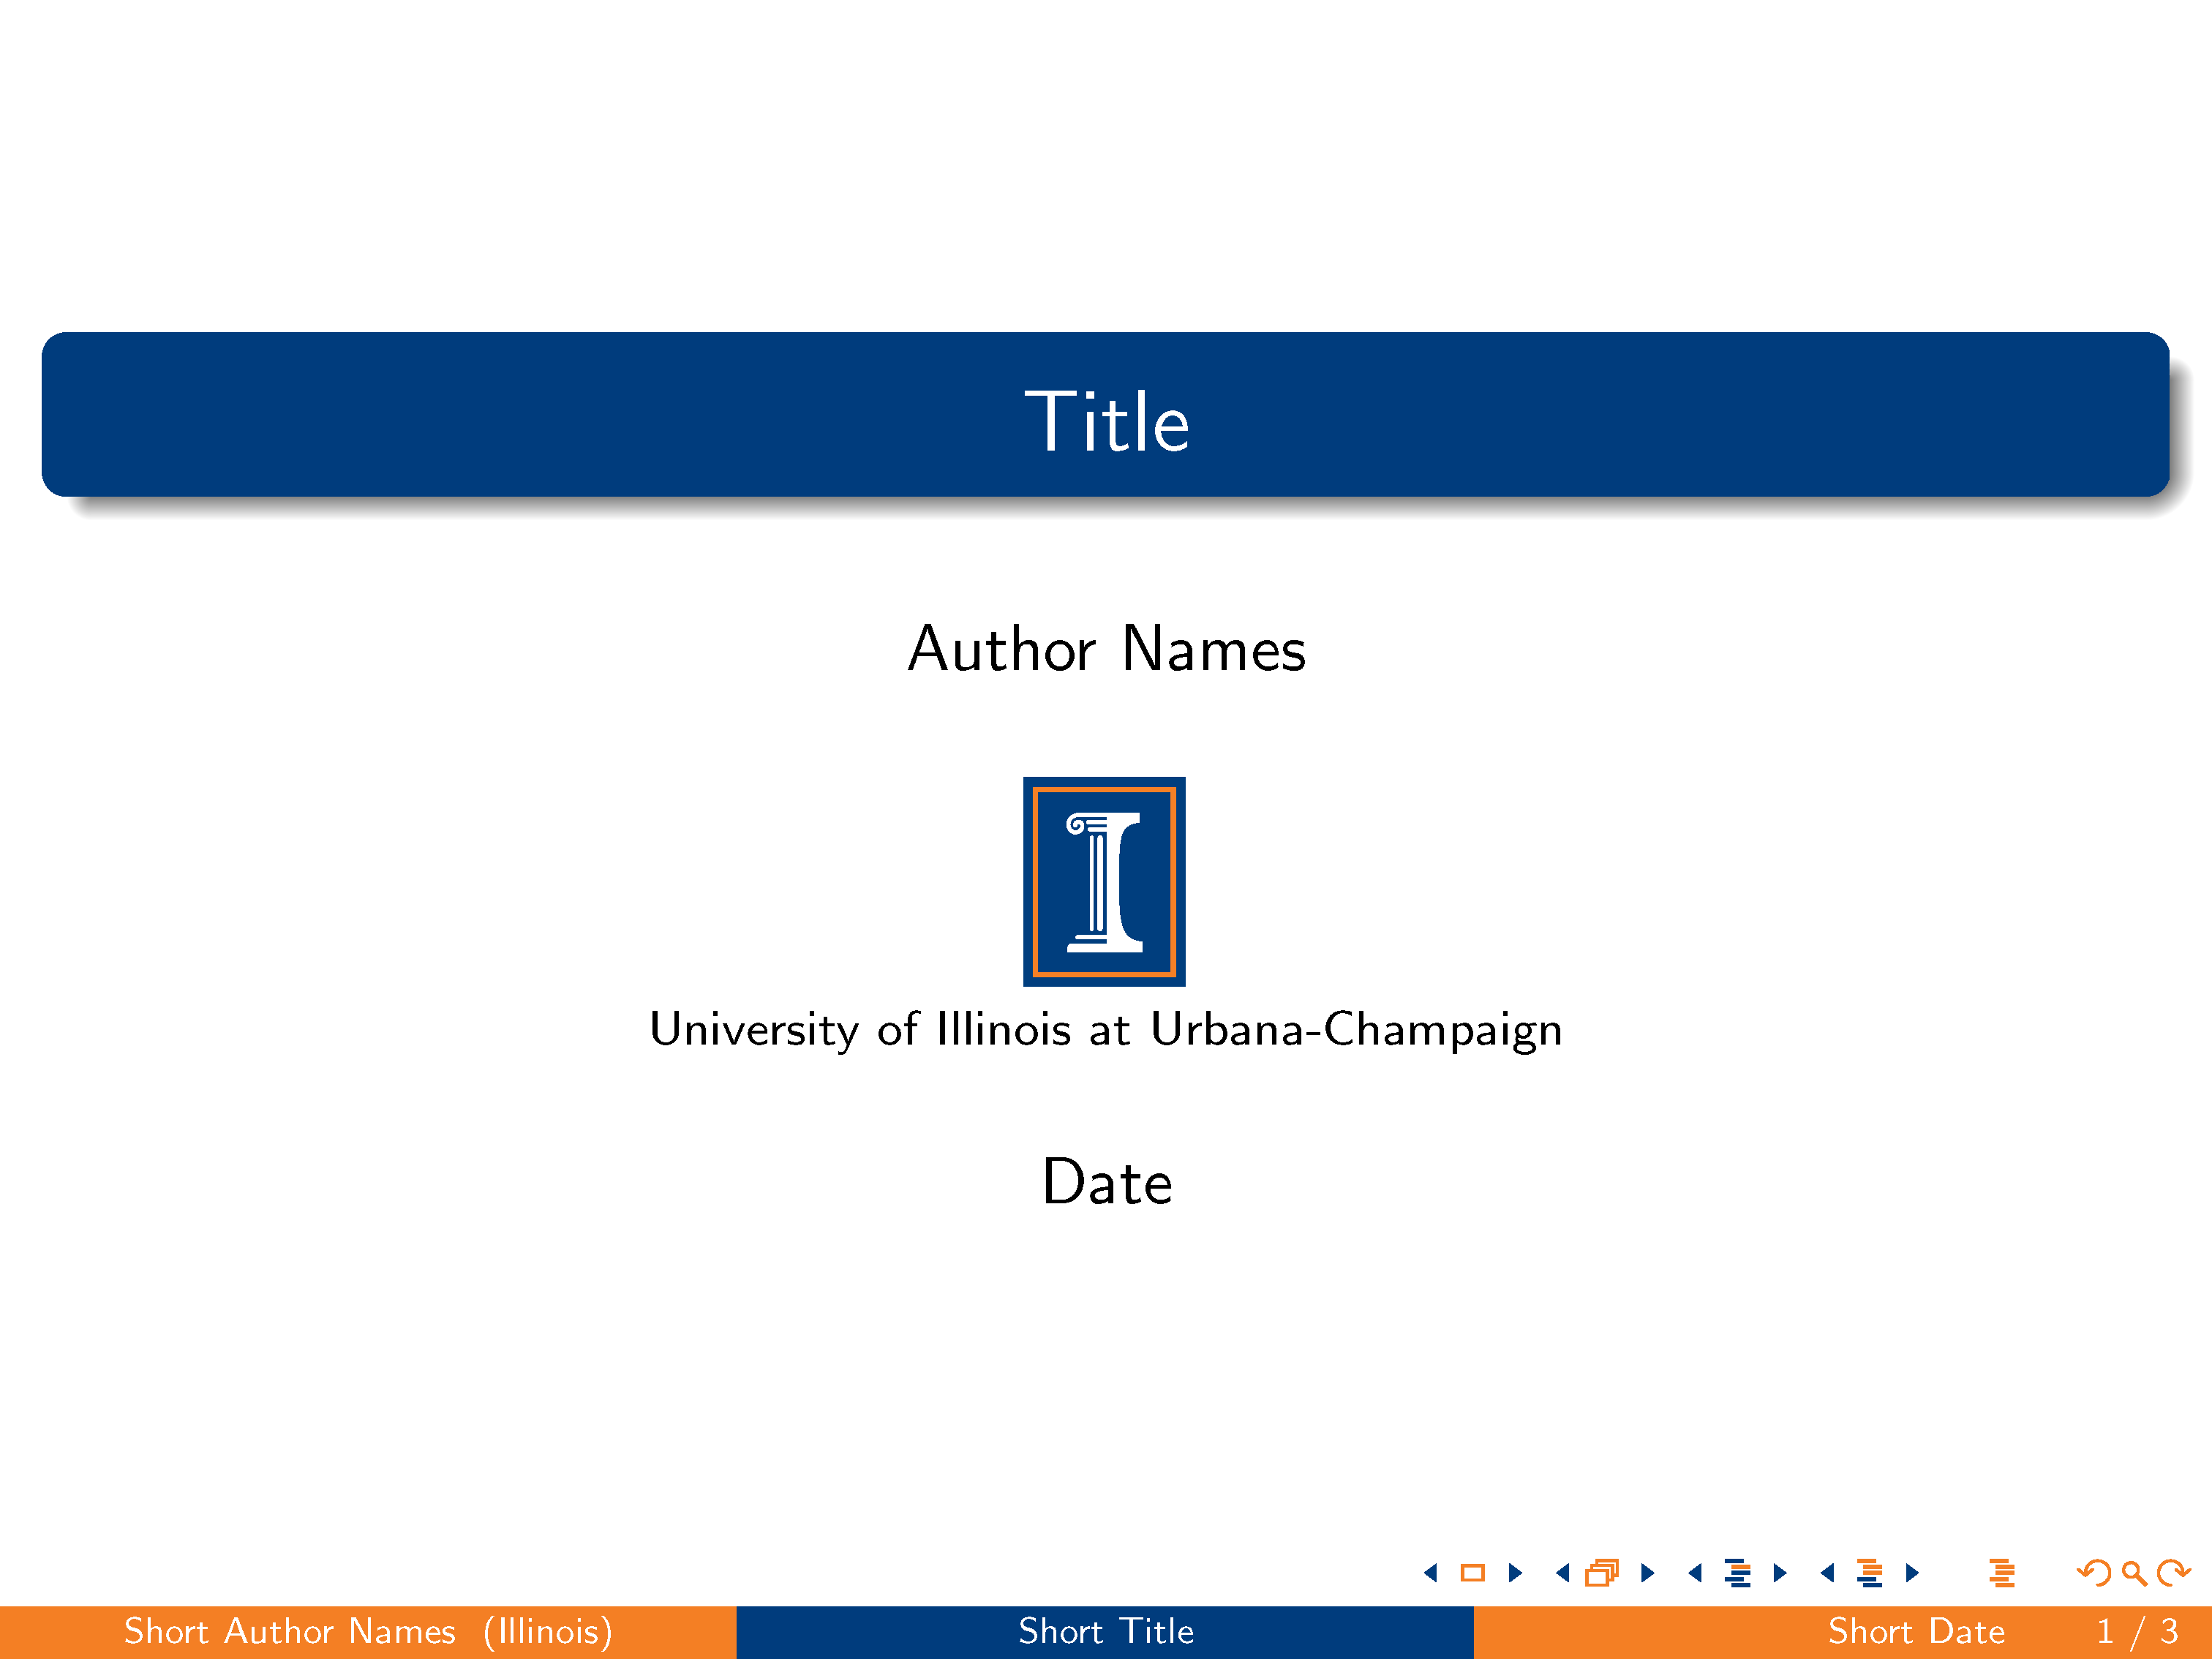 Title
Author Names
I
University of Illinois at Urbana-Champaign
Date
Short Author Names (Illinois)
Short Title
Short Date
1 / 3